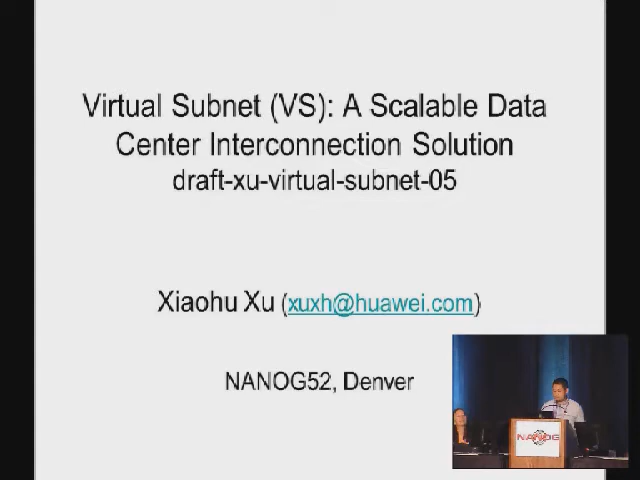 Virtual Subnet (VS): A Scalable Data
Center Interconnection Solution
draft-xu-virtual-subnet-05
Xiaohu Xu (xuxh@huawei.com)
NANOG52, Denver
NANOG